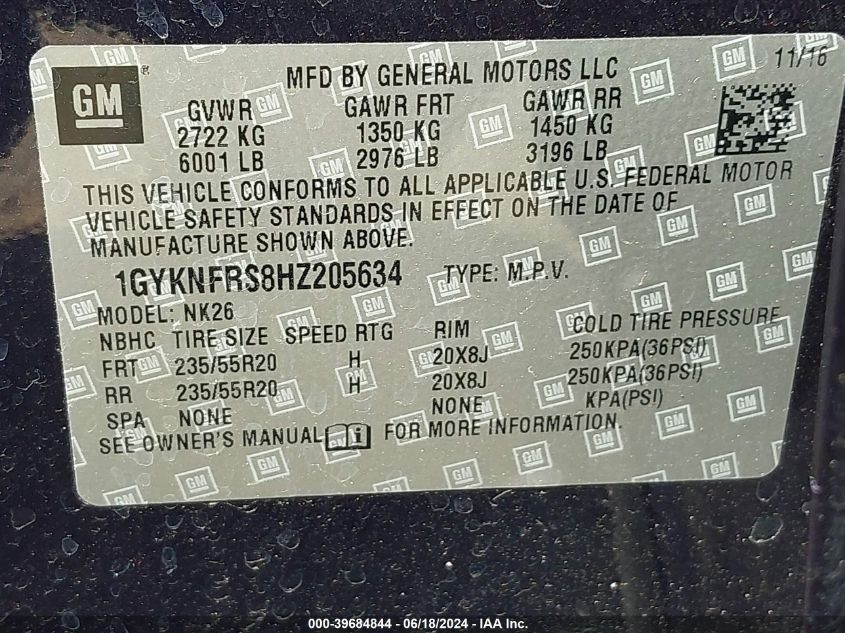 GM
MFD BY GENERAL MOTORS LLC 11/16
GVWR GAWR FRT GAWR RR
2722 KG 1350 KG 1450 KG
6001 LB 2976 LB 3196 LB
THIS VEHICLE CONFORMS TO ALL APPLICABLE U.S. FEDERAL MOTOR
VEHICLE SAFETY STANDARDS IN EFFECT ON THE DATE OF
MANUFACTURE SHOWN ABOVE.
1GYKNFRS8HZ205634 TYPE: M.P.V.
MODEL: NK26
NBHC TIRE SIZE SPEED RTG RIM COLD TIRE PRESSURE
FRT 235/55R20 H 20X8J 250KPA(36PSI)
RR 235/55R20 H 20X8J 250KPA(36PSI)
SPA NONE NONE KPA(PSI)
SEE OWNER'S MANUAL i FOR MORE INFORMATION.
000-39684844 - 06/18/2024 - IAA Inc.